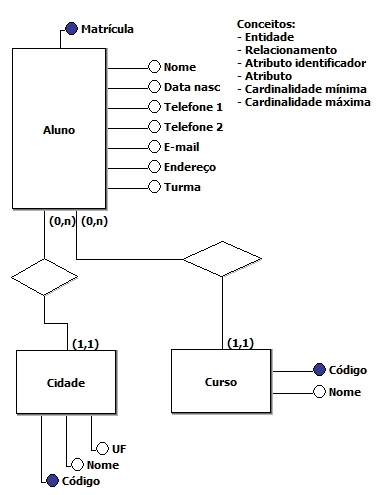 Matrícula
Conceitos:
- Entidade
- Relacionamento
- Atributo identificador
- Atributo
- Cardinalidade mínima
- Cardinalidade máxima
Aluno
Nome
Data nasc
Telefone 1
Telefone 2
E-mail
Endereço
Turma
(0,n) (0,n)
(1,1)
(1,1)
Cidade
Curso
Código
Nome
UF
Nome
Código